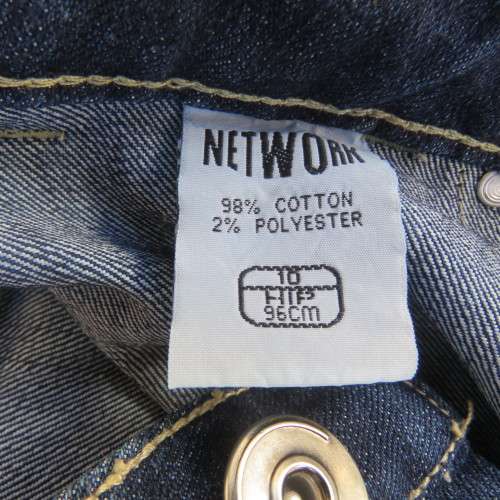 NETWORK
98% COTTON
2% POLYESTER
10
HIP
96CM